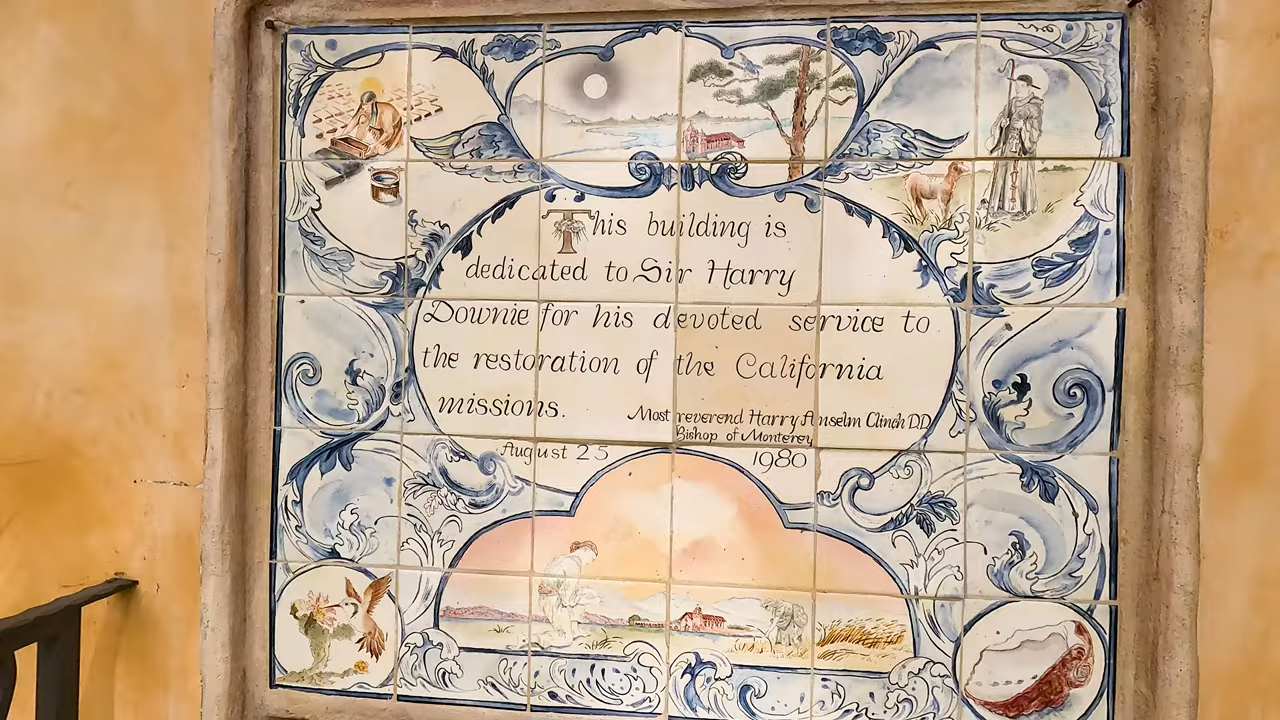 This building is
dedicated to Sir Harry
Downie for his devoted service to
the restoration of the California
missions.
Most reverend Harry Anselm Clinch DD
Bishop of Monterey
August 25 1980